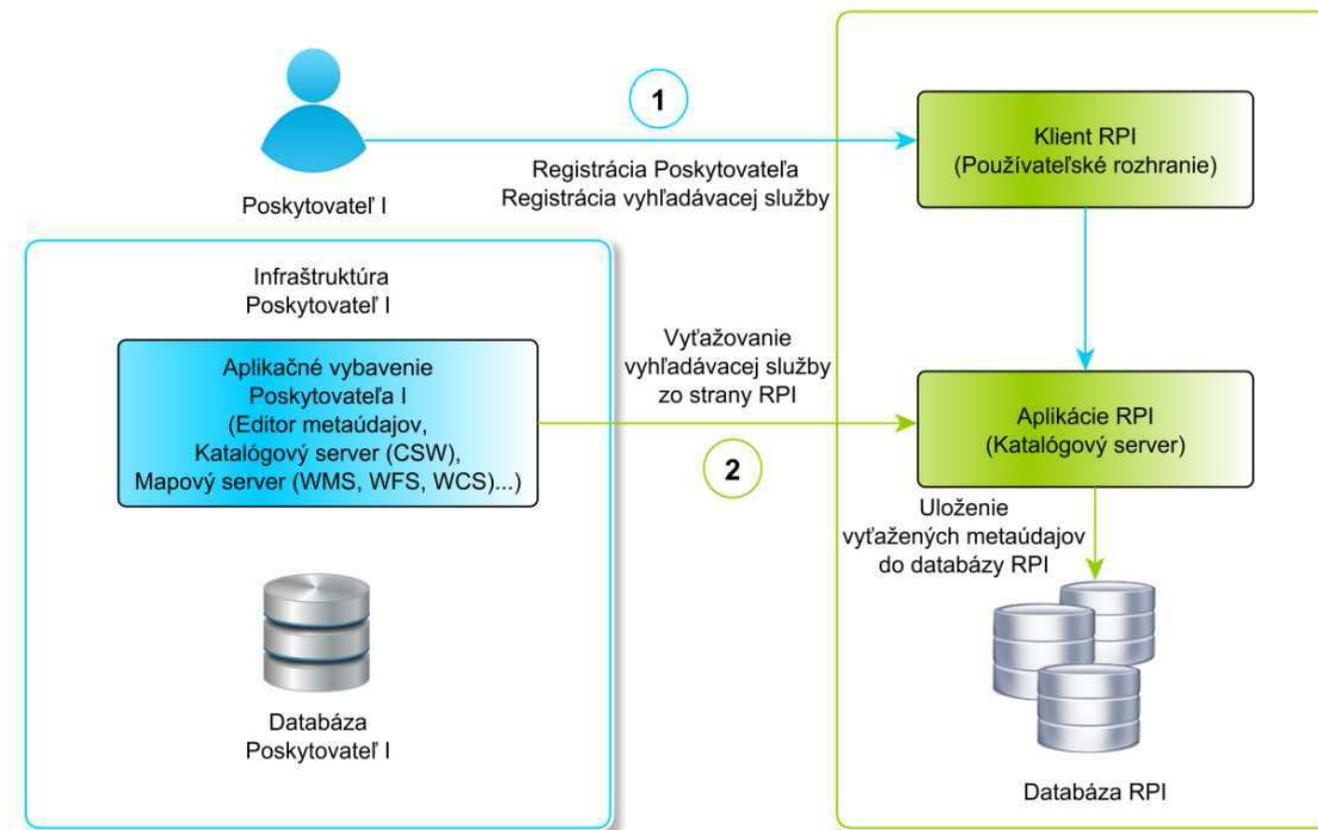 1
Registrácia Poskytovateľa
Registrácia vyhľadávacej služby
Poskytovateľ I
Klient RPI
(Používateľské rozhranie)
Infraštruktúra
Poskytovateľ I
Aplikačné vybavenie
Poskytovateľa I
(Editor metaúdajov,
Katalógový server (CSW),
Mapový server (WMS, WFS, WCS)...)
Vyťažovanie
vyhľadávacej služby
zo strany RPI
2
Aplikácie RPI
(Katalógový server)
Uloženie
vyťažených metaúdajov
do databázy RPI
Databáza
Poskytovateľ I
Databáza RPI